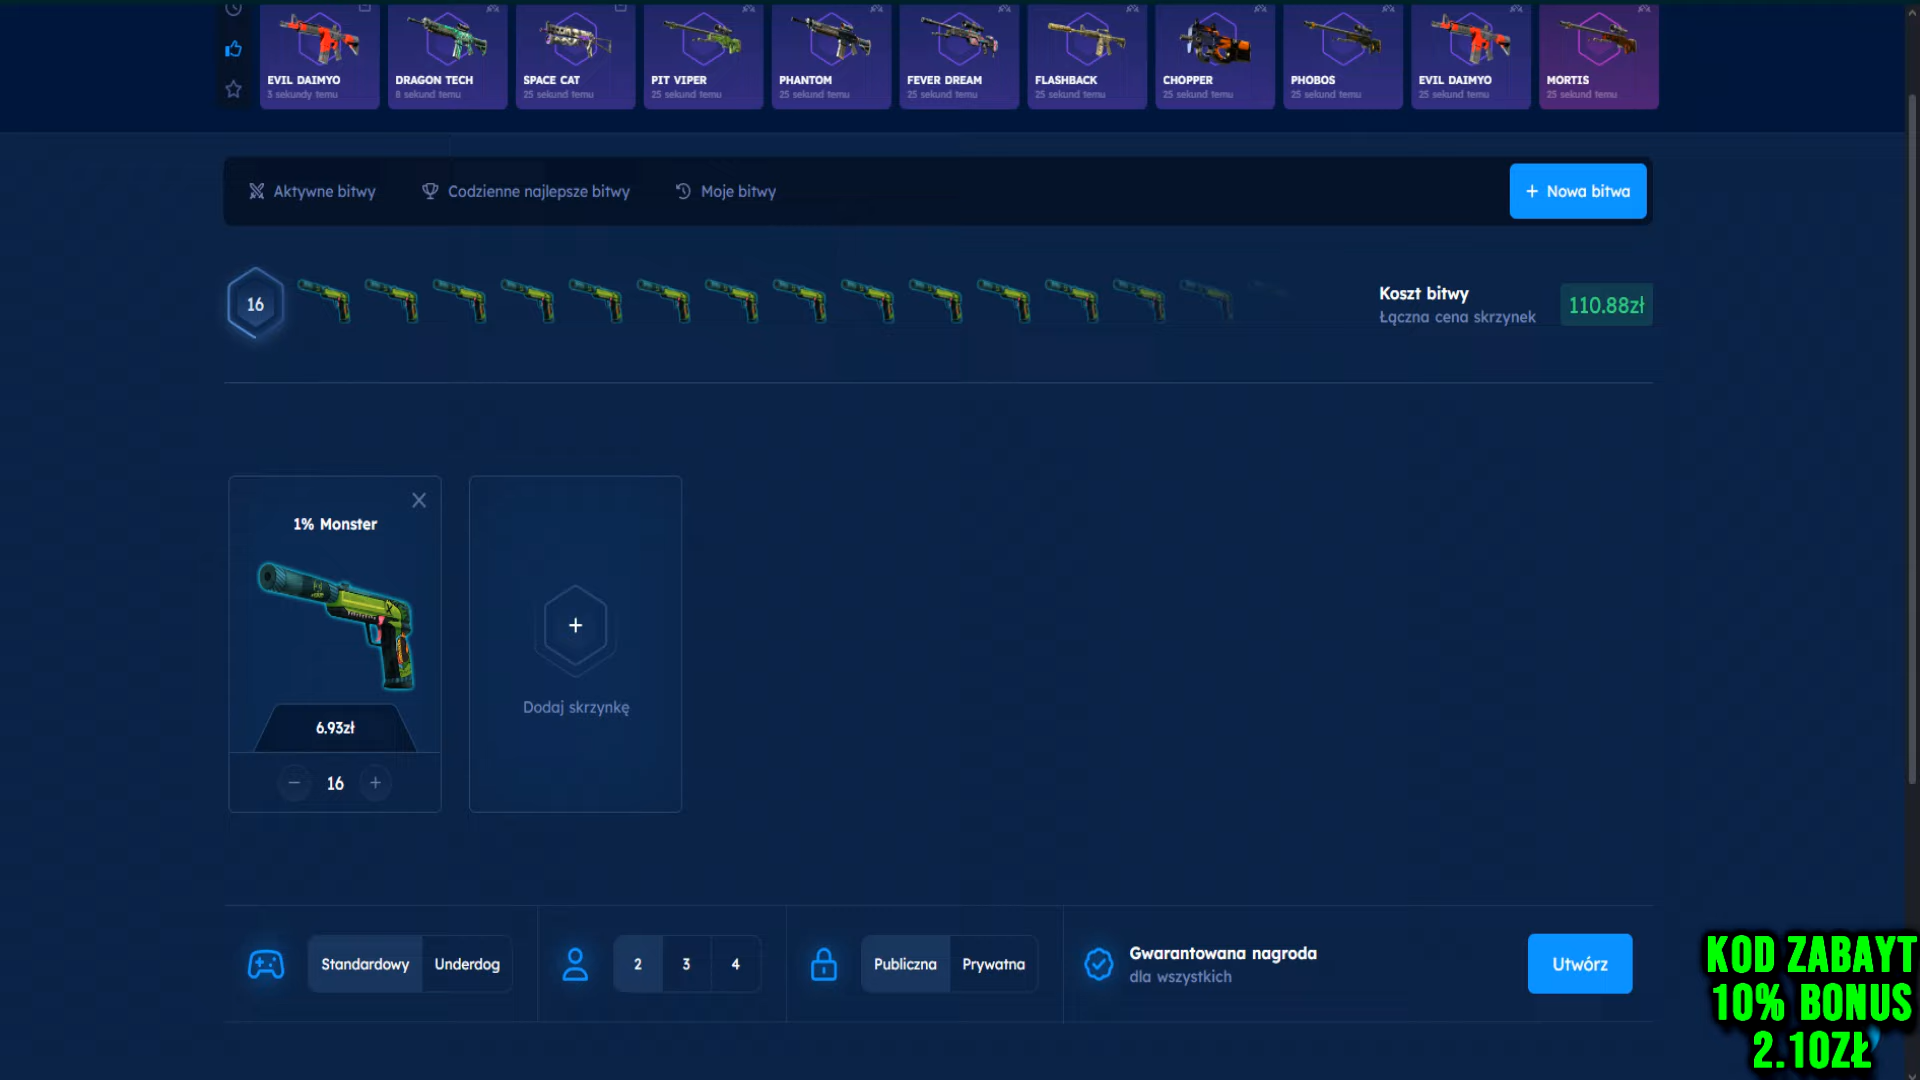 EVIL DAIMYO
3 sekundy temu
DRAGON TECH
8 sekund temu
SPACE CAT
25 sekund temu
PIT VIPER
25 sekund temu
PHANTOM
25 sekund temu
FEVER DREAM
25 sekund temu
FLASHBACK
25 sekund temu
CHOPPER
25 sekund temu
PHOBOS
25 sekund temu
EVIL DAIMYO
25 sekund temu
MORTIS
25 sekund temu
Aktywne bitwy
Codzienne najlepsze bitwy
Moje bitwy
+ Nowa bitwa
16
Koszt bitwy
Łączna cena skrzynek
110.88zł
1% Monster
6.93zł
− 16 +
+
Dodaj skrzynkę
Standardowy
Underdog
2
3
4
Publiczna
Prywatna
Gwarantowana nagroda
dla wszystkich
Utwórz
KOD ZABAYT
10% BONUS
2.10ZŁ